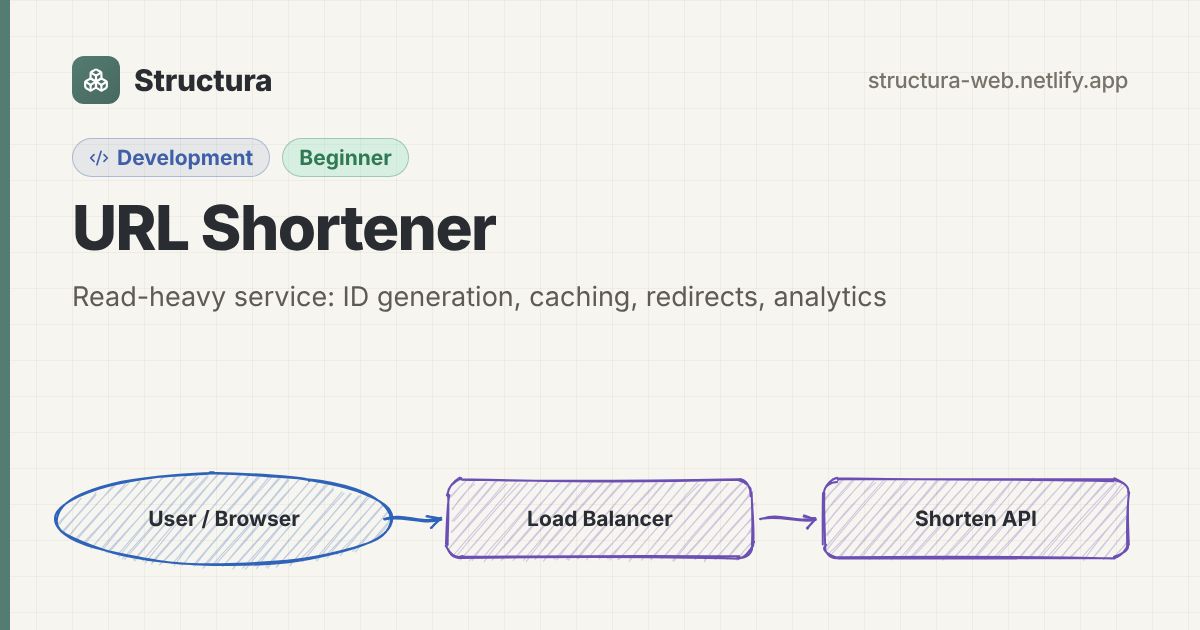 Structura
structura-web.netlify.app
</> Development
Beginner
URL Shortener
Read-heavy service: ID generation, caching, redirects, analytics
User / Browser
Load Balancer
Shorten API